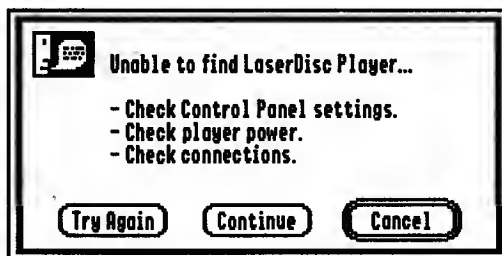 Unable to find LaserDisc Player...
- Check Control Panel settings.
- Check player power.
- Check connections.
Try Again
Continue
Cancel